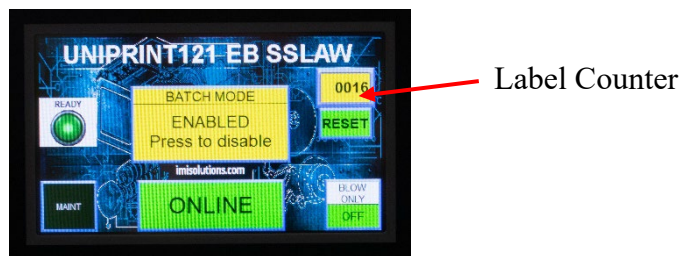 UNIPRINT121 EB SSLAW
READY
BATCH MODE
ENABLED
Press to disable
0016
RESET
Label Counter
imisolutions.com
MAINT
ONLINE
BLOW
ONLY
OFF